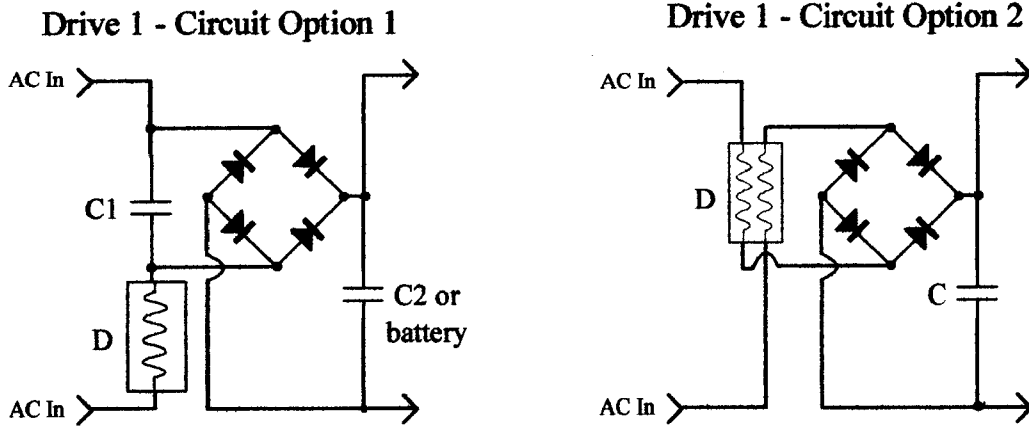 Drive 1 - Circuit Option 1
AC In
C1
D
C2 or
battery
AC In
Drive 1 - Circuit Option 2
AC In
D
C
AC In